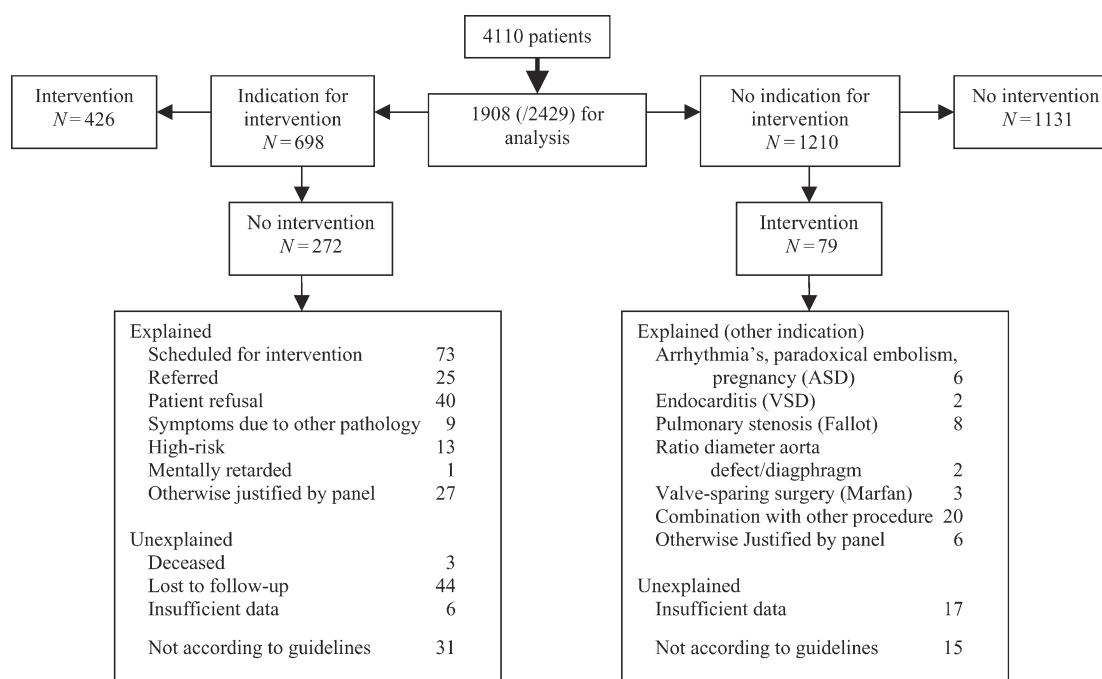 4110 patients
Intervention
N = 426
Indication for
intervention
N = 698
1908 (/2429) for
analysis
No indication for
intervention
N = 1210
No intervention
N = 1131
No intervention
N = 272
Intervention
N = 79
Explained
Scheduled for intervention 73
Referred 25
Patient refusal 40
Symptoms due to other pathology 9
High-risk 13
Mentally retarded 1
Otherwise justified by panel 27
Unexplained
Deceased 3
Lost to follow-up 44
Insufficient data 6
Not according to guidelines 31
Explained (other indication)
Arrhythmia's, paradoxical embolism,
pregnancy (ASD) 6
Endocarditis (VSD) 2
Pulmonary stenosis (Fallot) 8
Ratio diameter aorta
defect/diagphragm 2
Valve-sparing surgery (Marfan) 3
Combination with other procedure 20
Otherwise Justified by panel 6
Unexplained
Insufficient data 17
Not according to guidelines 15